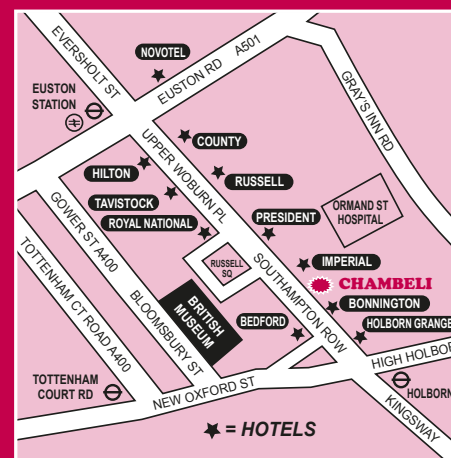 EVERSHOLT ST
NOVOTEL
EUSTON RD A501
GRAY'S INN RD
EUSTON
STATION
UPPER WOBURN PL
COUNTY
HILTON
RUSSELL
TAVISTOCK
ROYAL NATIONAL
PRESIDENT
ORMAND ST
HOSPITAL
GOWER ST A400
TOTTENHAM CT ROAD A400
RUSSELL
SQ
IMPERIAL
SOUTHAMPTON ROW
CHAMBELI
BONNINGTON
BRITISH
MUSEUM
BLOOMSBURY ST
BEDFORD
HOLBORN GRANGE
HIGH HOLBOR
TOTTENHAM
COURT RD
NEW OXFORD ST
HOLBORN
KINGSWAY
= HOTELS